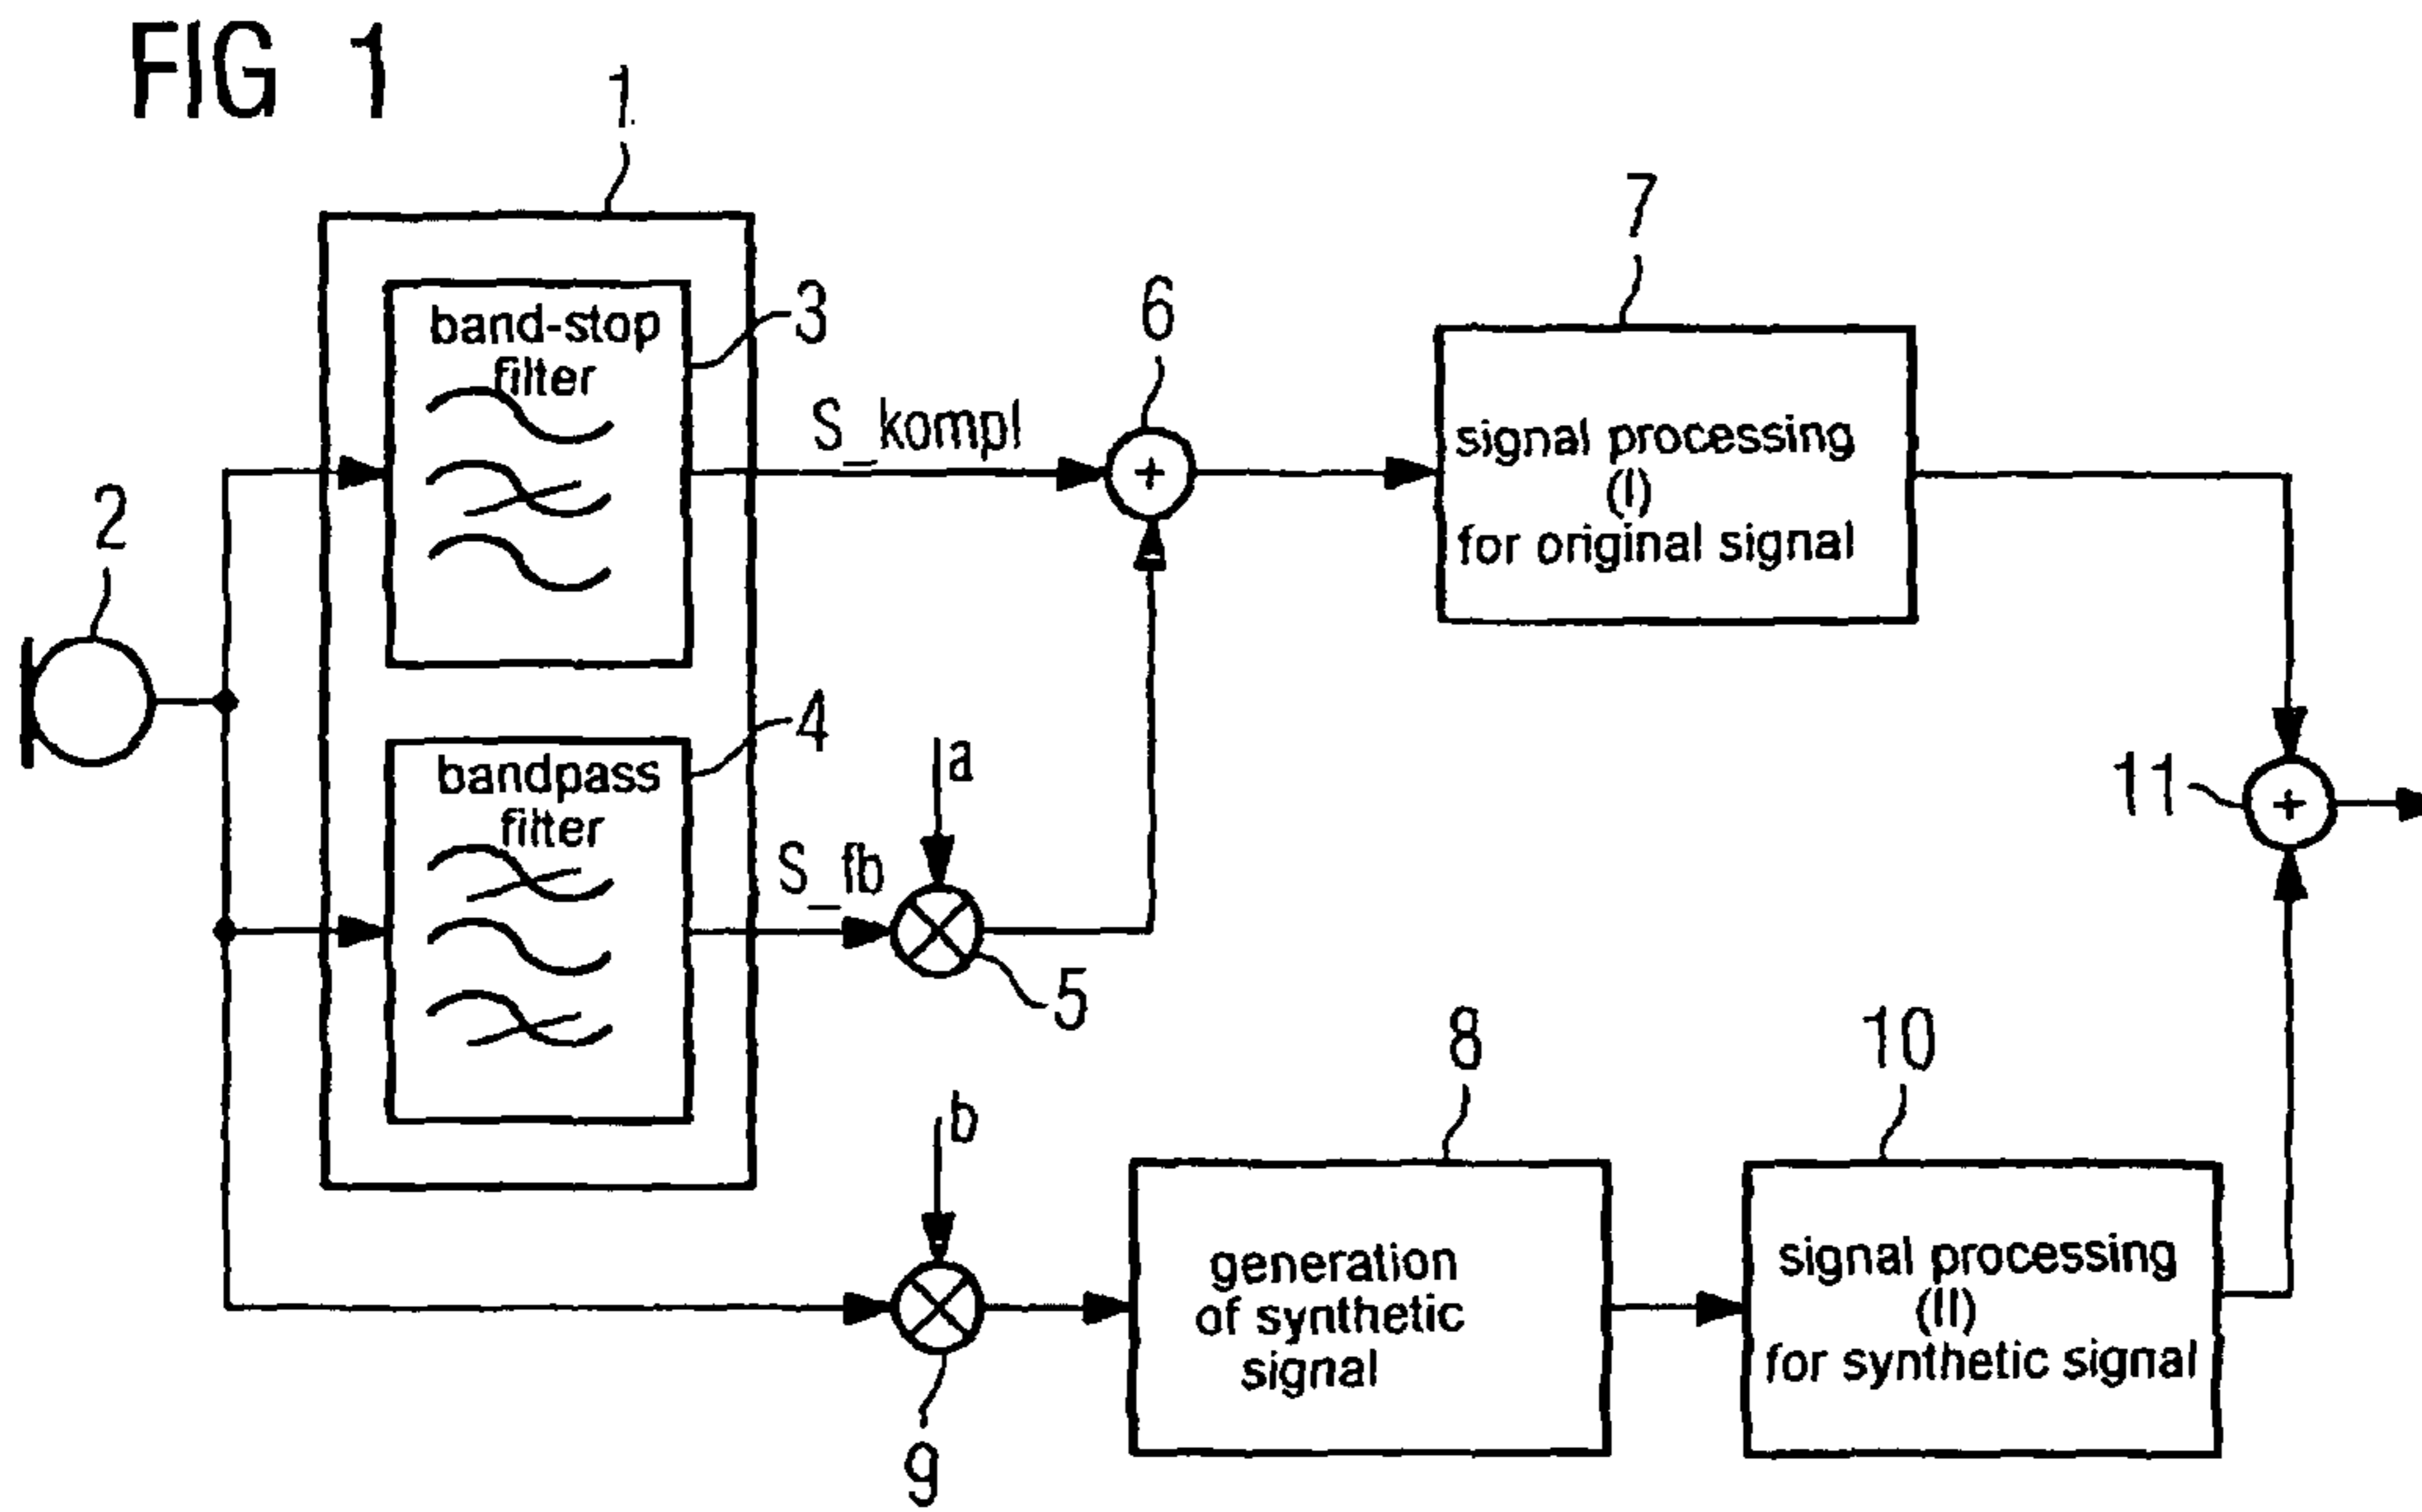 FIG 1
1
band-stop
filter
3
S_kompl
6
7
signal processing
(I)
for original signal
2
4
bandpass
filter
a
S_fb
5
11
b
8
10
generation
of synthetic
signal
signal processing
(II)
for synthetic signal
9